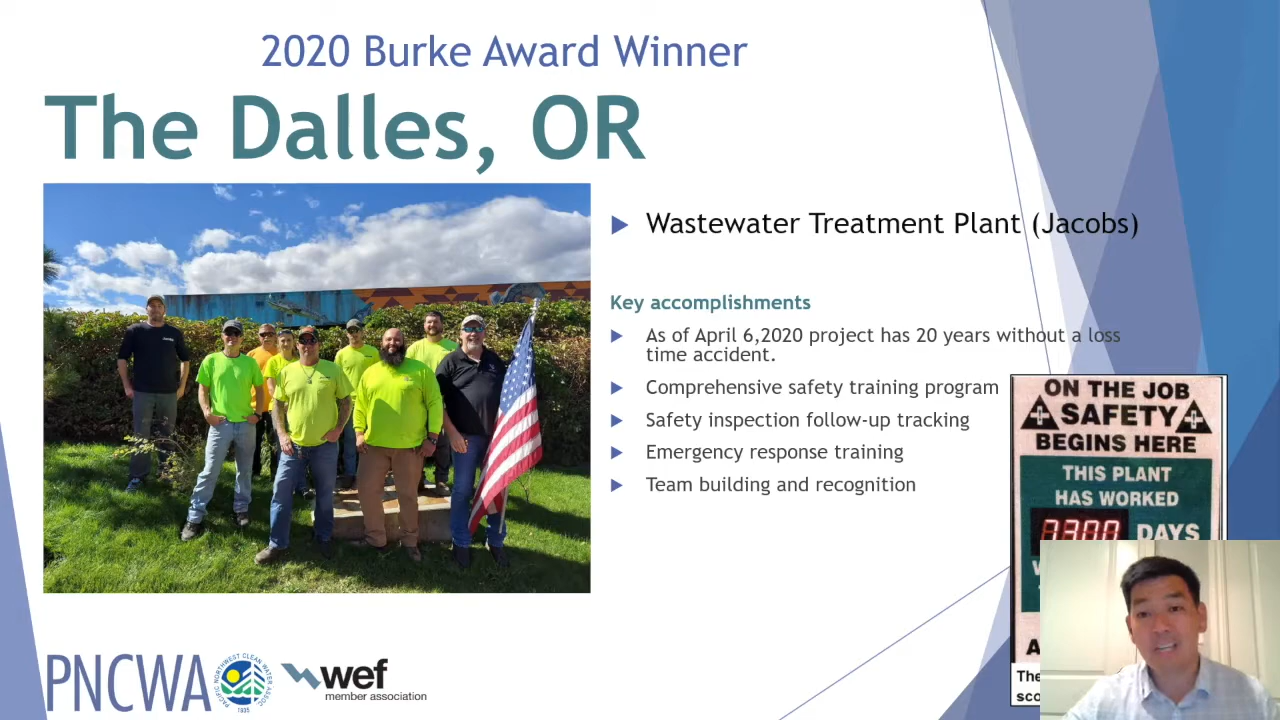 2020 Burke Award Winner
The Dalles, OR
Wastewater Treatment Plant (Jacobs)
Key accomplishments
As of April 6,2020 project has 20 years without a loss
time accident.
Comprehensive safety training program
Safety inspection follow-up tracking
Emergency response training
Team building and recognition
ON THE JOB
SAFETY
BEGINS HERE
THIS PLANT
HAS WORKED
DAYS
PNCWA
PACIFIC NORTHWEST CLEAN WATER ASSOC.
1935
wef
member association